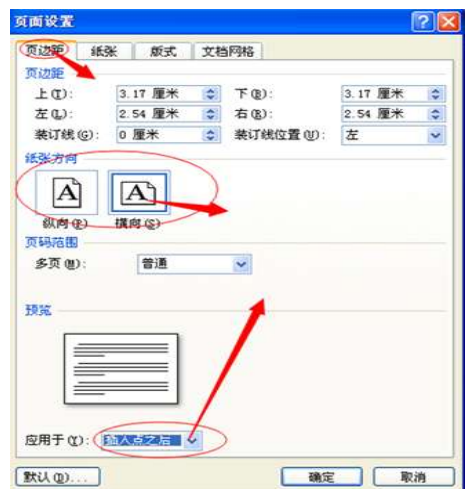 页面设置
页边距 纸张 版式 文档网格
页边距
上(T): 3.17 厘米 下(B): 3.17 厘米
左(L): 2.54 厘米 右(R): 2.54 厘米
装订线(G): 0 厘米 装订线位置(U): 左
纸张方向
纵向(P) 横向(S)
页码范围
多页(M): 普通
预览
应用于(Y): 插入点之后
默认(D)... 确定 取消